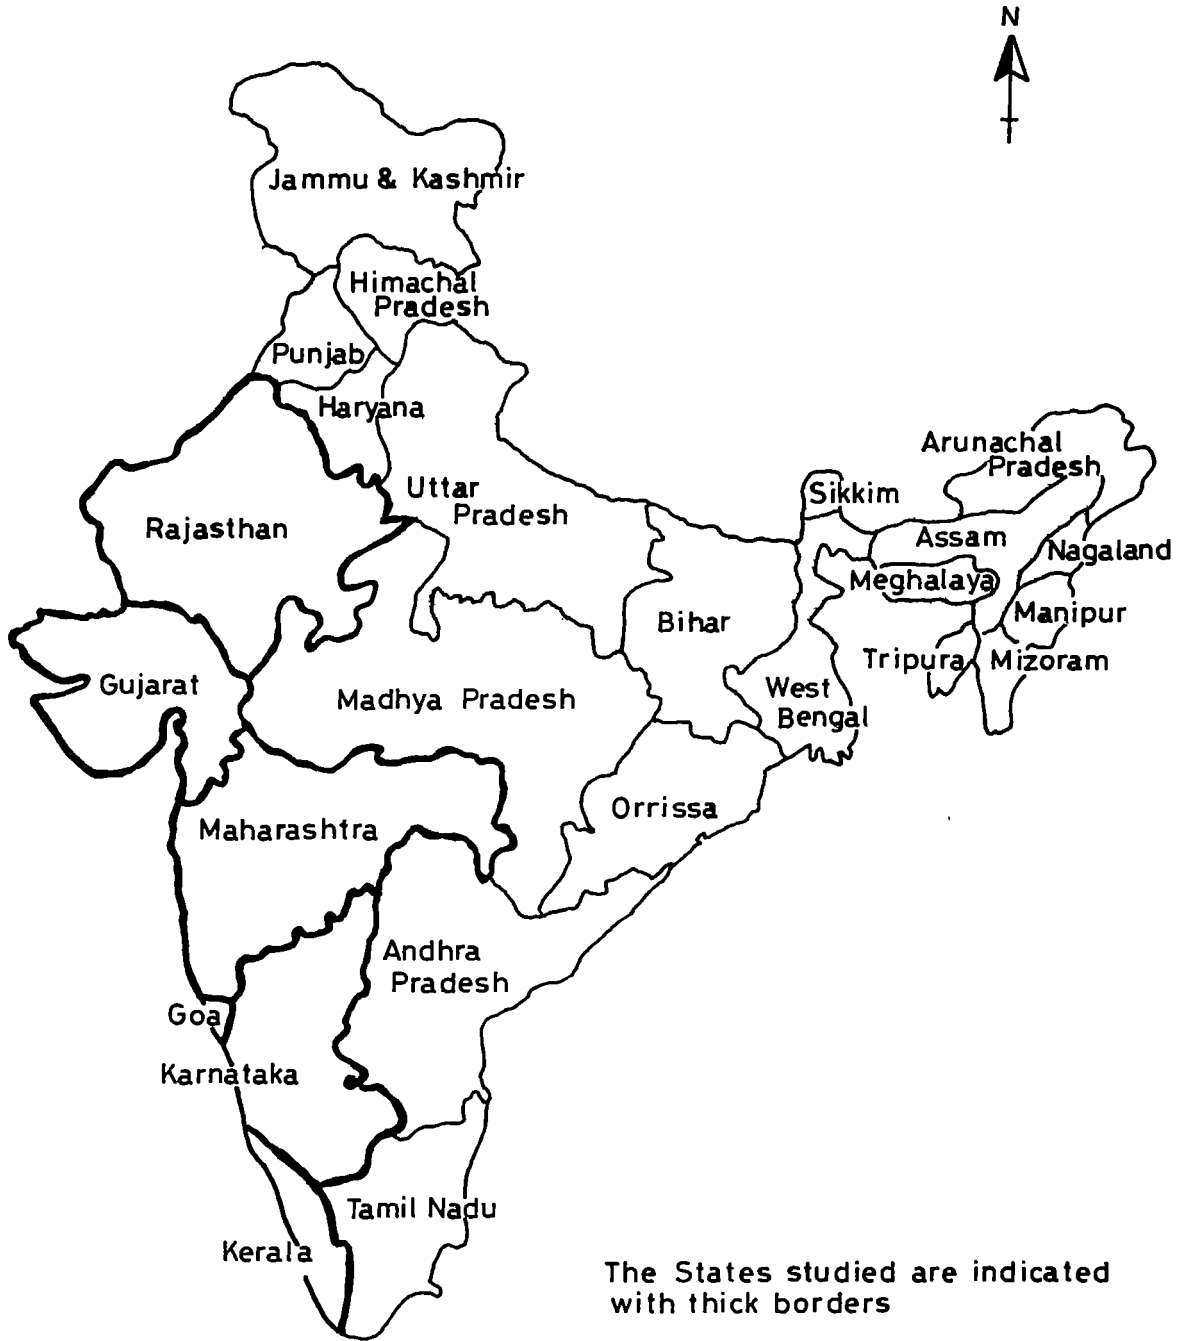 N
Jammu & Kashmir
Himachal
Pradesh
Punjab
Haryana
Arunachal
Pradesh
Uttar
Pradesh
Sikkim
Rajasthan
Assam
Nagaland
Meghalaya
Bihar
Manipur
Tripura
Mizoram
Gujarat
Madhya Pradesh
West
Bengal
Orrissa
Maharashtra
Andhra
Pradesh
Goa
Karnataka
Tamil Nadu
Kerala
The States studied are indicated
with thick borders